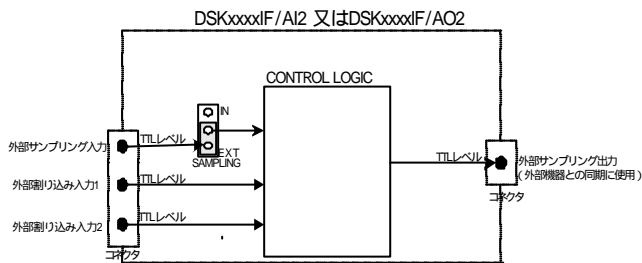 DSKxxxxIF/AI2 又はDSKxxxxIF/AO2
CONTROL LOGIC
IN
EXT
SAMPLING
外部サンプリング入力
TTLレベル
外部割り込み入力1
TTLレベル
外部割り込み入力2
TTLレベル
コネクタ
TTLレベル
外部サンプリング出力
(外部機器との同期に使用)
コネクタ